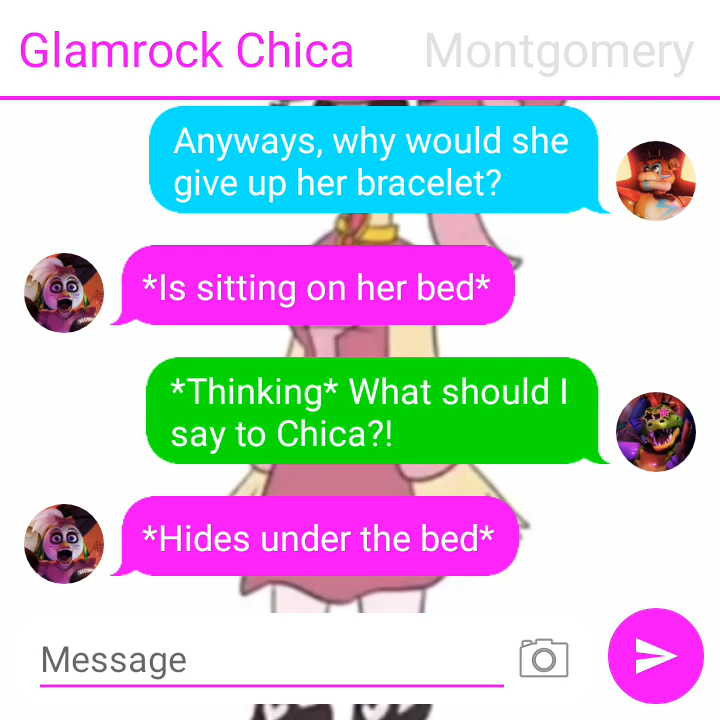 Glamrock Chica Montgomery
Anyways, why would she
give up her bracelet?
*Is sitting on her bed*
*Thinking* What should I
say to Chica?!
*Hides under the bed*
Message